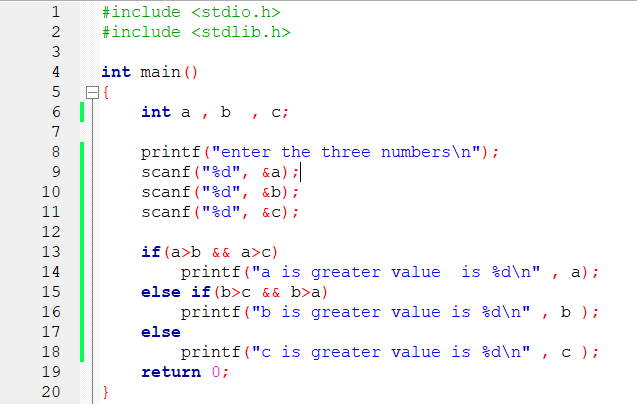 1 #include <stdio.h>
2 #include <stdlib.h>
3
4 int main()
5 {
6 int a , b  , c;
7
8 printf("enter the three numbers\n");
9 scanf("%d", &a);
10 scanf("%d", &b);
11 scanf("%d", &c);
12
13 if(a>b && a>c)
14 printf("a is greater value  is %d\n" , a);
15 else if(b>c && b>a)
16 printf("b is greater value is %d\n" , b );
17 else
18 printf("c is greater value is %d\n" , c );
19 return 0;
20 }